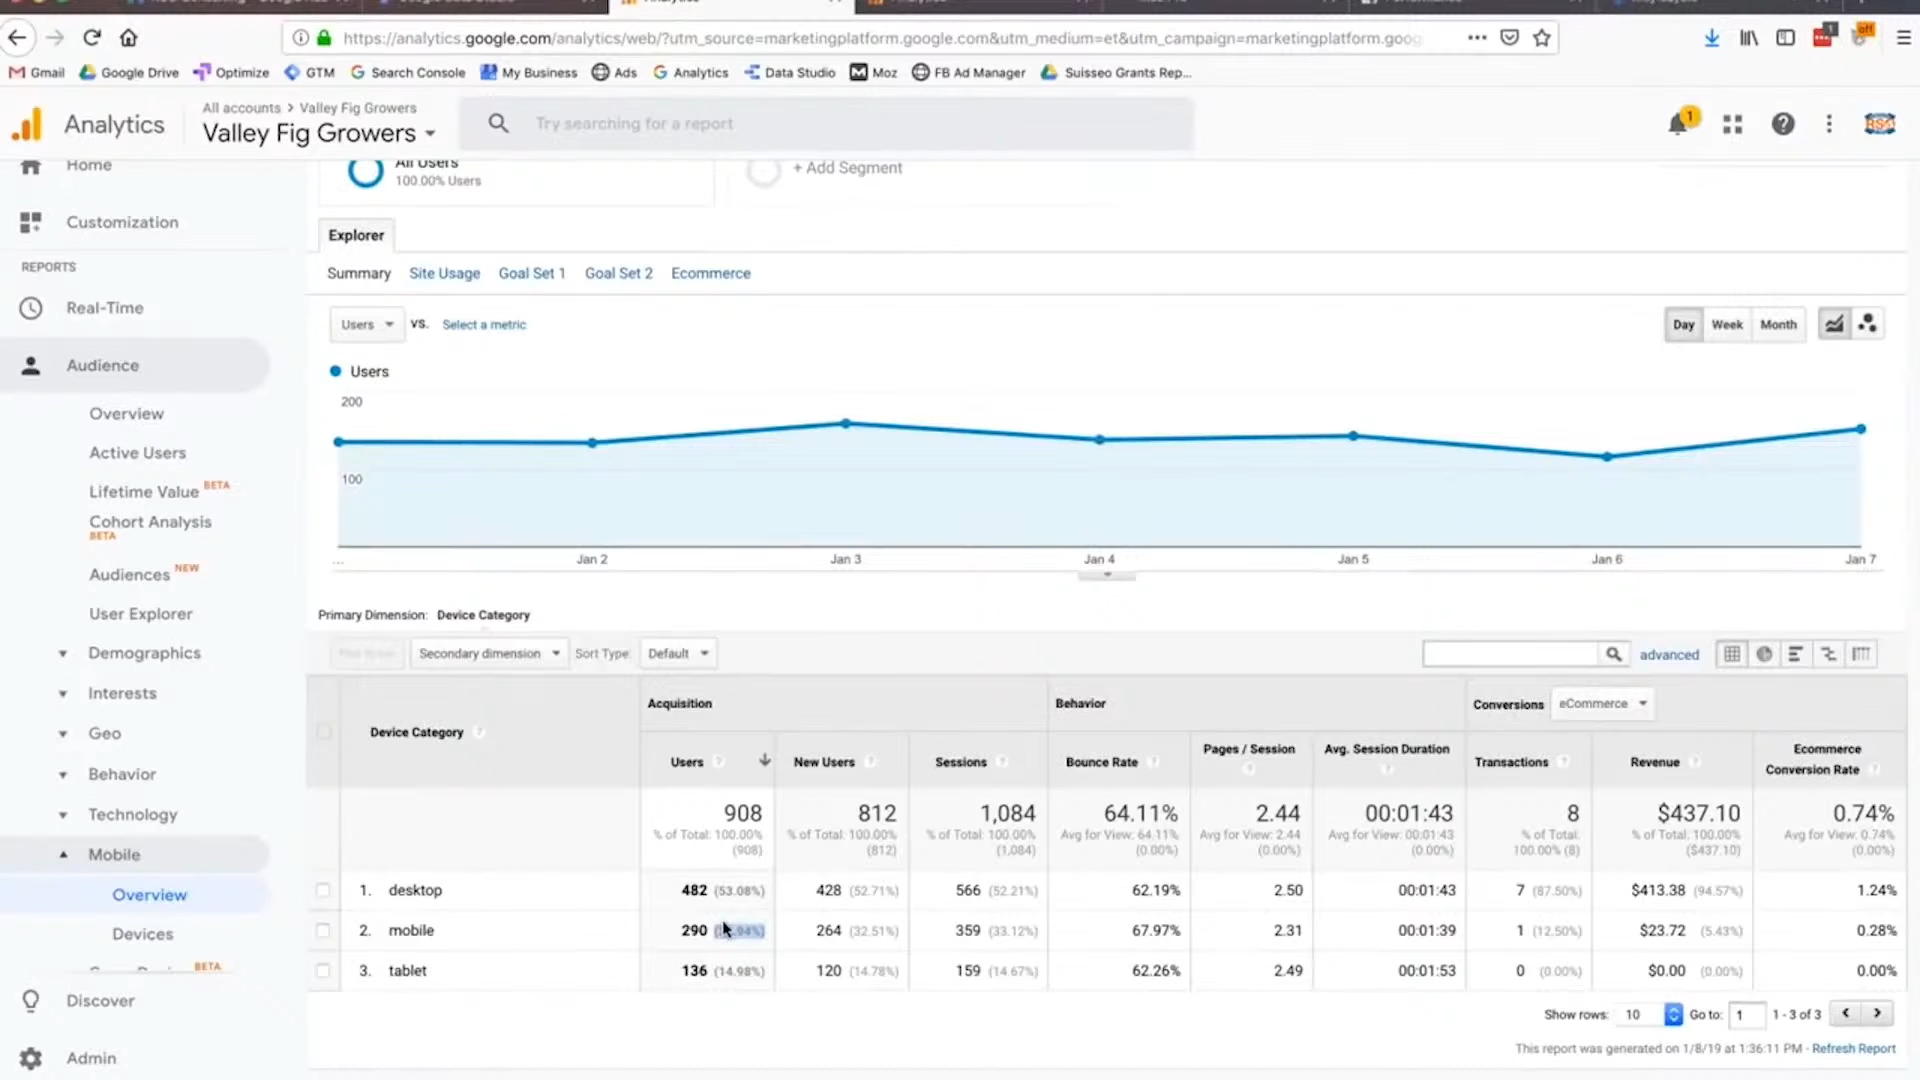 https://analytics.google.com/analytics/web/?utm_source=marketingplatform.google.com&utm_medium=et&utm_campaign=marketingplatform.goog
Gmail Google Drive Optimize GTM Search Console My Business Ads Analytics Data Studio Moz FB Ad Manager Suisseo Grants Rep...
Analytics
All accounts > Valley Fig Growers
Valley Fig Growers
Try searching for a report
1
Home
Customization
REPORTS
Real-Time
Audience
Overview
Active Users
Lifetime Value BETA
Cohort Analysis
BETA
Audiences NEW
User Explorer
Demographics
Interests
Geo
Behavior
Technology
Mobile
Overview
Devices
BETA
Discover
Admin
All Users
100.00% Users
+ Add Segment
Explorer
Summary Site Usage Goal Set 1 Goal Set 2 Ecommerce
Users VS. Select a metric
Day Week Month
Users
200
100
... Jan 2 Jan 3 Jan 4 Jan 5 Jan 6 Jan 7
Primary Dimension: Device Category
Secondary dimension Sort Type: Default advanced
Device Category
Acquisition Behavior Conversions eCommerce
Users New Users Sessions Bounce Rate Pages / Session Avg. Session Duration Transactions Revenue Ecommerce Conversion Rate
908 812 1,084 64.11% 2.44 00:01:43 8 $437.10 0.74%
% of Total: 100.00% % of Total: 100.00% % of Total: 100.00% Avg for View: 64.11% Avg for View: 2.44 Avg for View: 00:01:43 % of Total: % of Total: 100.00% Avg for View: 0.74%
(908) (812) (1,084) (0.00%) (0.00%) (0.00%) 100.00% (8) ($437.10) (0.00%)
1. desktop 482 (53.08%) 428 (52.71%) 566 (52.21%) 62.19% 2.50 00:01:43 7 (87.50%) $413.38 (94.57%) 1.24%
2. mobile 290 264 (32.51%) 359 (33.12%) 67.97% 2.31 00:01:39 1 (12.50%) $23.72 (5.43%) 0.28%
3. tablet 136 (14.98%) 120 (14.78%) 159 (14.67%) 62.26% 2.49 00:01:53 0 (0.00%) $0.00 (0.00%) 0.00%
Show rows: 10 Go to: 1 1 - 3 of 3
This report was generated on 1/8/19 at 1:36:11 PM - Refresh Report